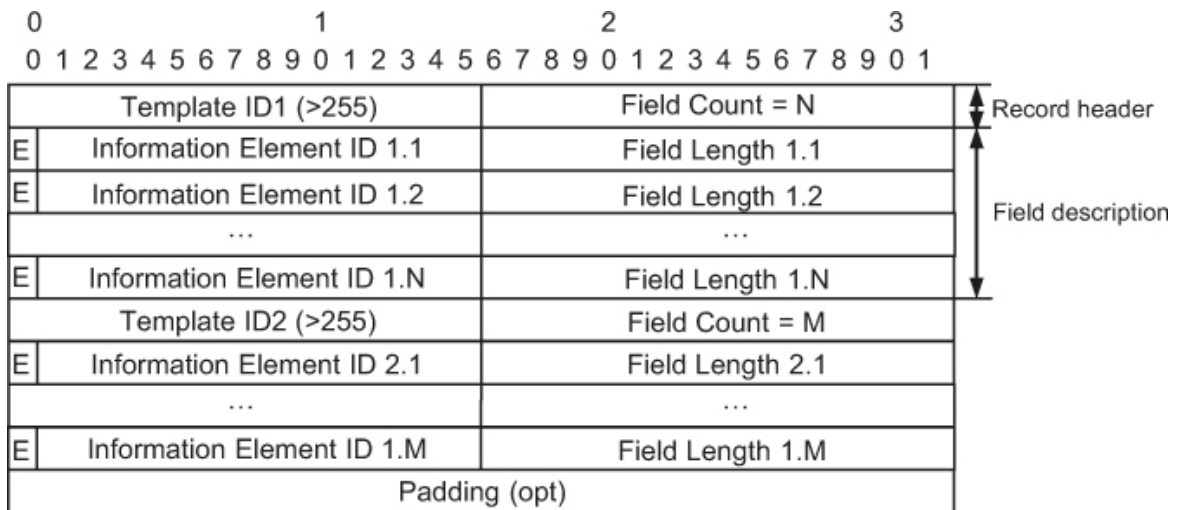 0 1 2 3
0 1 2 3 4 5 6 7 8 9 0 1 2 3 4 5 6 7 8 9 0 1 2 3 4 5 6 7 8 9 0 1
Template ID1 (>255) Field Count = N Record header
E Information Element ID 1.1 Field Length 1.1
E Information Element ID 1.2 Field Length 1.2
Field description
... ...
E Information Element ID 1.N Field Length 1.N
Template ID2 (>255) Field Count = M
E Information Element ID 2.1 Field Length 2.1
... ...
E Information Element ID 1.M Field Length 1.M
Padding (opt)